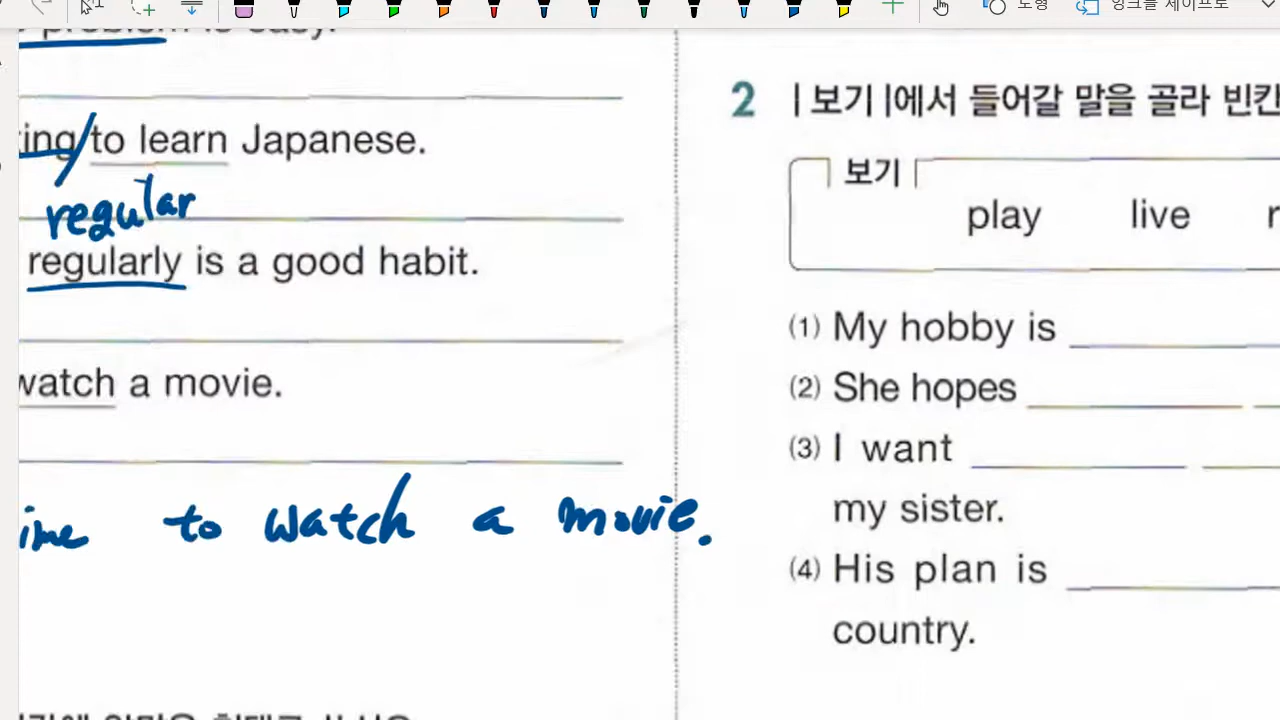 도형
잉크를 셰이프로
problem is easy.
to learn Japanese.
regular
regularly is a good habit.
watch a movie.
to watch a movie.
2 |보기|에서 들어갈 말을 골라 빈칸
보기
play live
(1) My hobby is
(2) She hopes
(3) I want
my sister.
(4) His plan is
country.